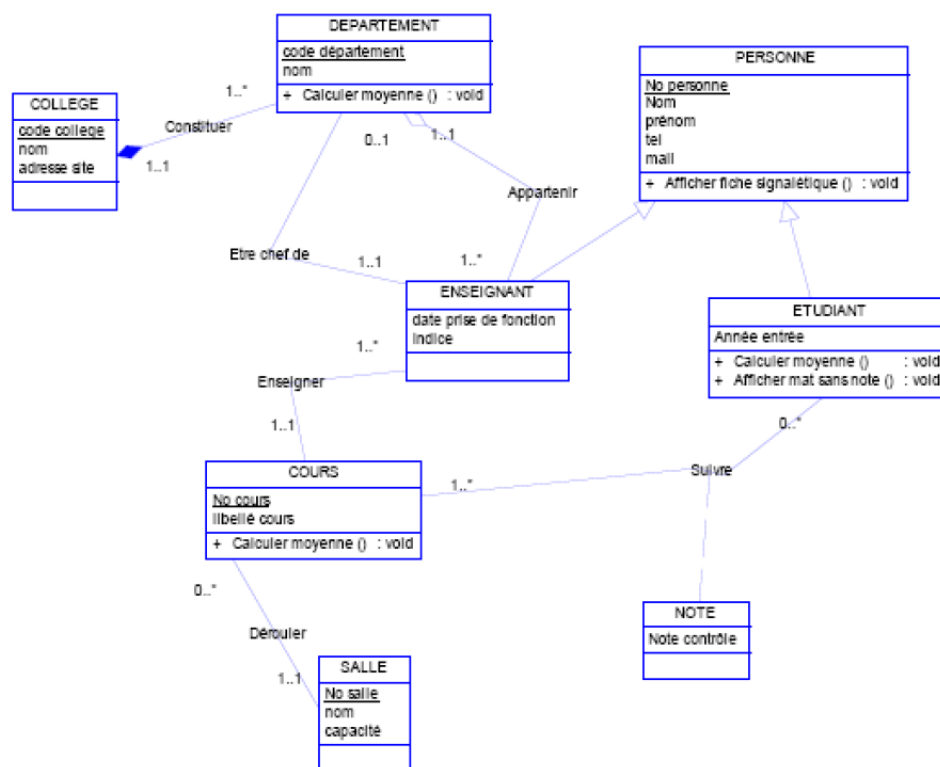 DEPARTEMENT
code département
nom
+ Calculer moyenne () : void
PERSONNE
No personne
Nom
prénom
tel
mail
+ Afficher fiche signalétique () : void
COLLEGE
code college
nom
adresse site
1..*
Constituer
1..1
0..1
1..1
Appartenir
Etre chef de
1..1
1..*
ENSEIGNANT
date prise de fonction
indice
ETUDIANT
Année entrée
+ Calculer moyenne () : void
+ Afficher mat sans note () : void
1..*
Enseigner
1..1
0..*
Suivre
1..*
COURS
No cours
libellé cours
+ Calculer moyenne () : void
0..*
Dérouler
1..1
NOTE
Note contrôle
SALLE
No salle
nom
capacité